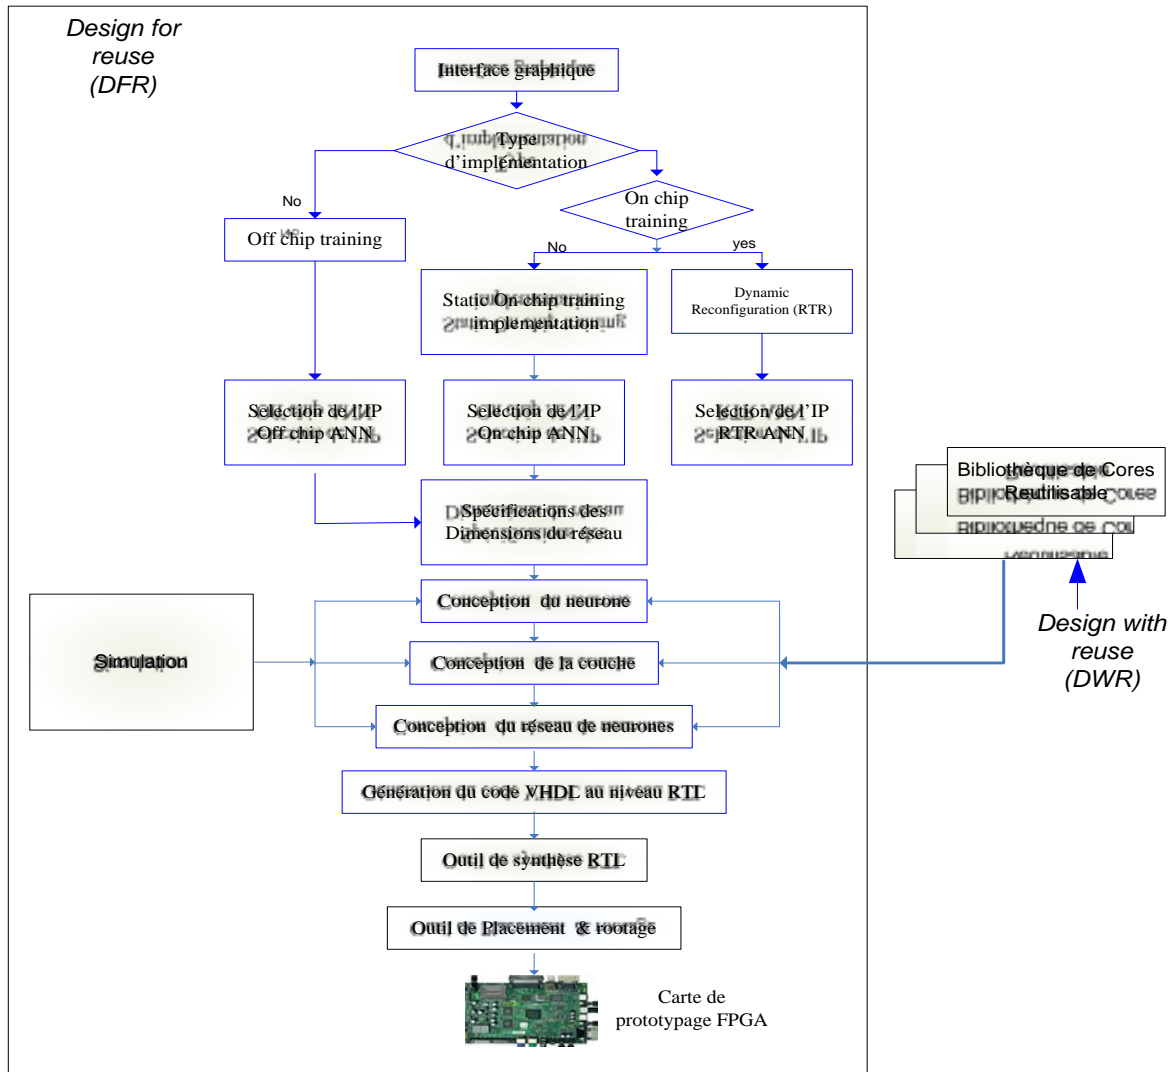 Design for
reuse
(DFR)
Interface graphique
Type
d’implémentation
On chip
training
No
Off chip training
No
yes
Static On chip training
implementation
Dynamic
Reconfiguration (RTR)
Selection de l’IP
Off chip ANN
Selection de l’IP
On chip ANN
Selection de l’IP
RTR ANN
Bibliothèque de Cores
Reutilisable
Spécifications des
Dimensions du réseau
Conception du neurone
Simulation
Conception de la couche
Design with
reuse
(DWR)
Conception du réseau de neurones
Génération du code VHDL au niveau RTL
Outil de synthèse RTL
Outil de Placement & rootage
Carte de
prototypage FPGA